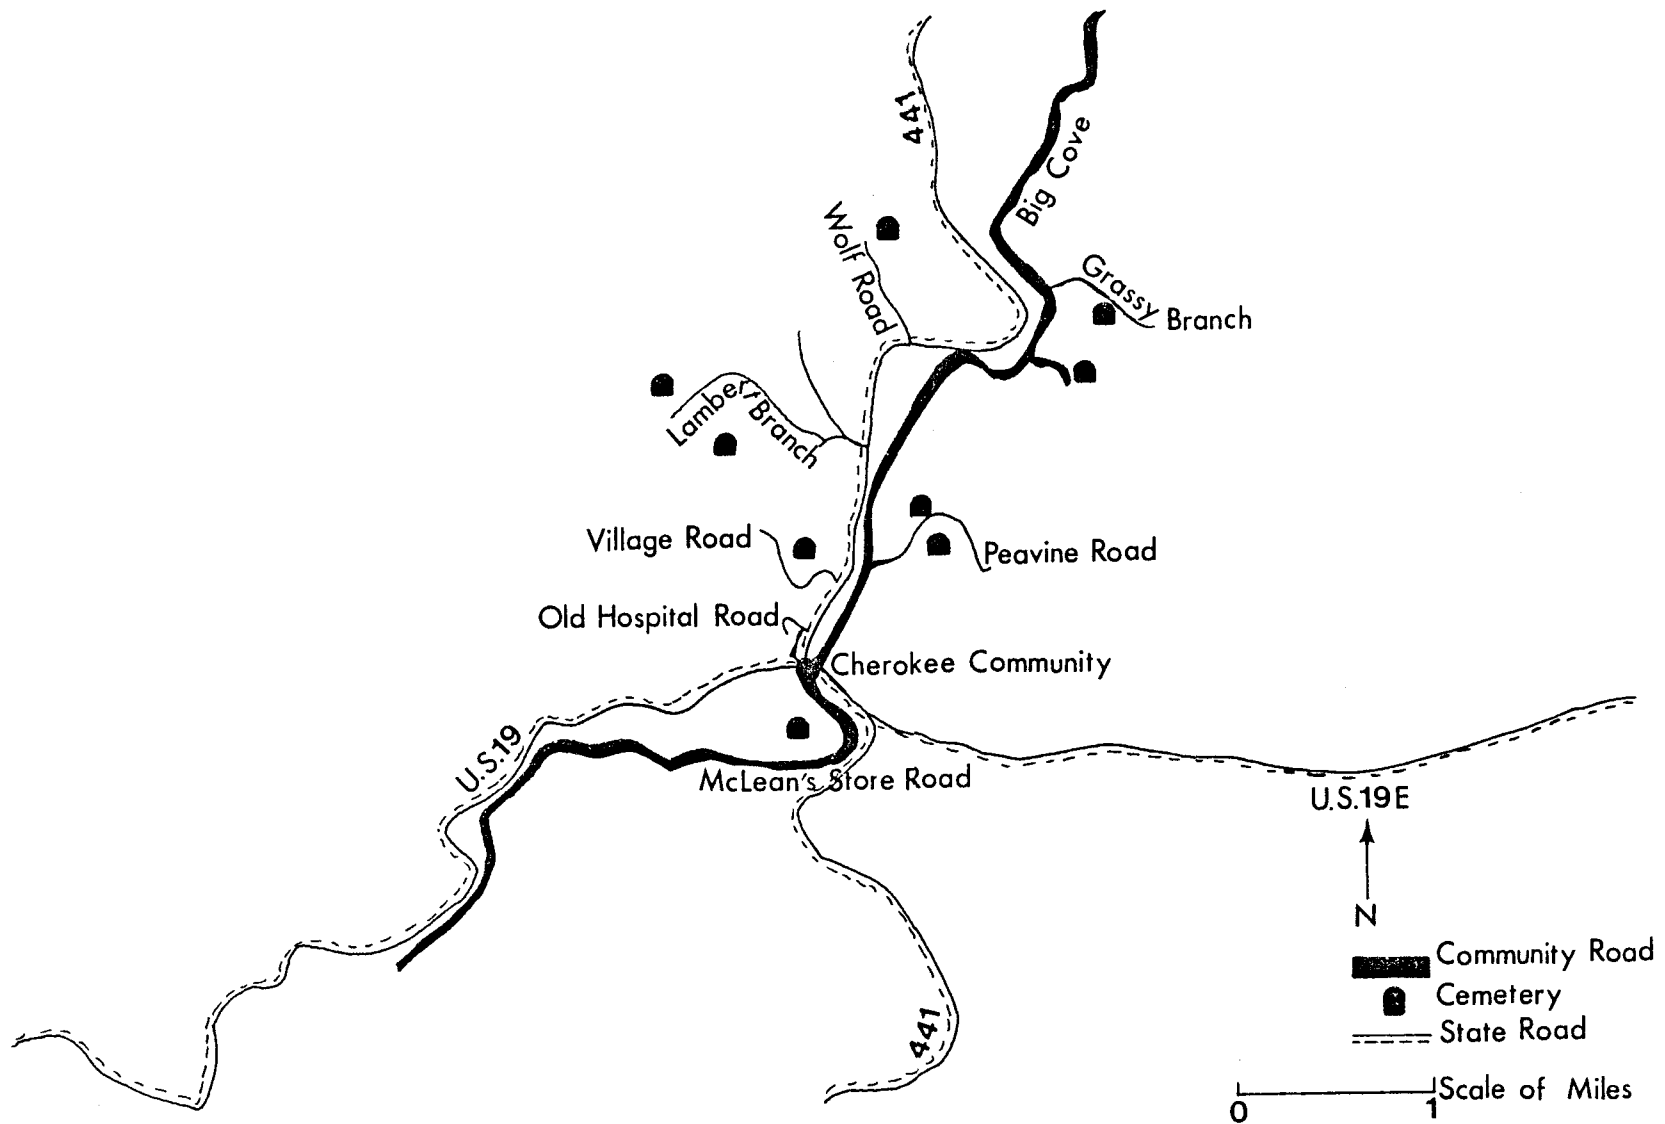 441
Big Cove
Wolf Road
Grassy
Branch
Lambert Branch
Village Road
Peavine Road
Old Hospital Road
Cherokee Community
U.S.19
McLean's Store Road
U.S.19E
N
Community Road
Cemetery
State Road
441
Scale of Miles
0 1